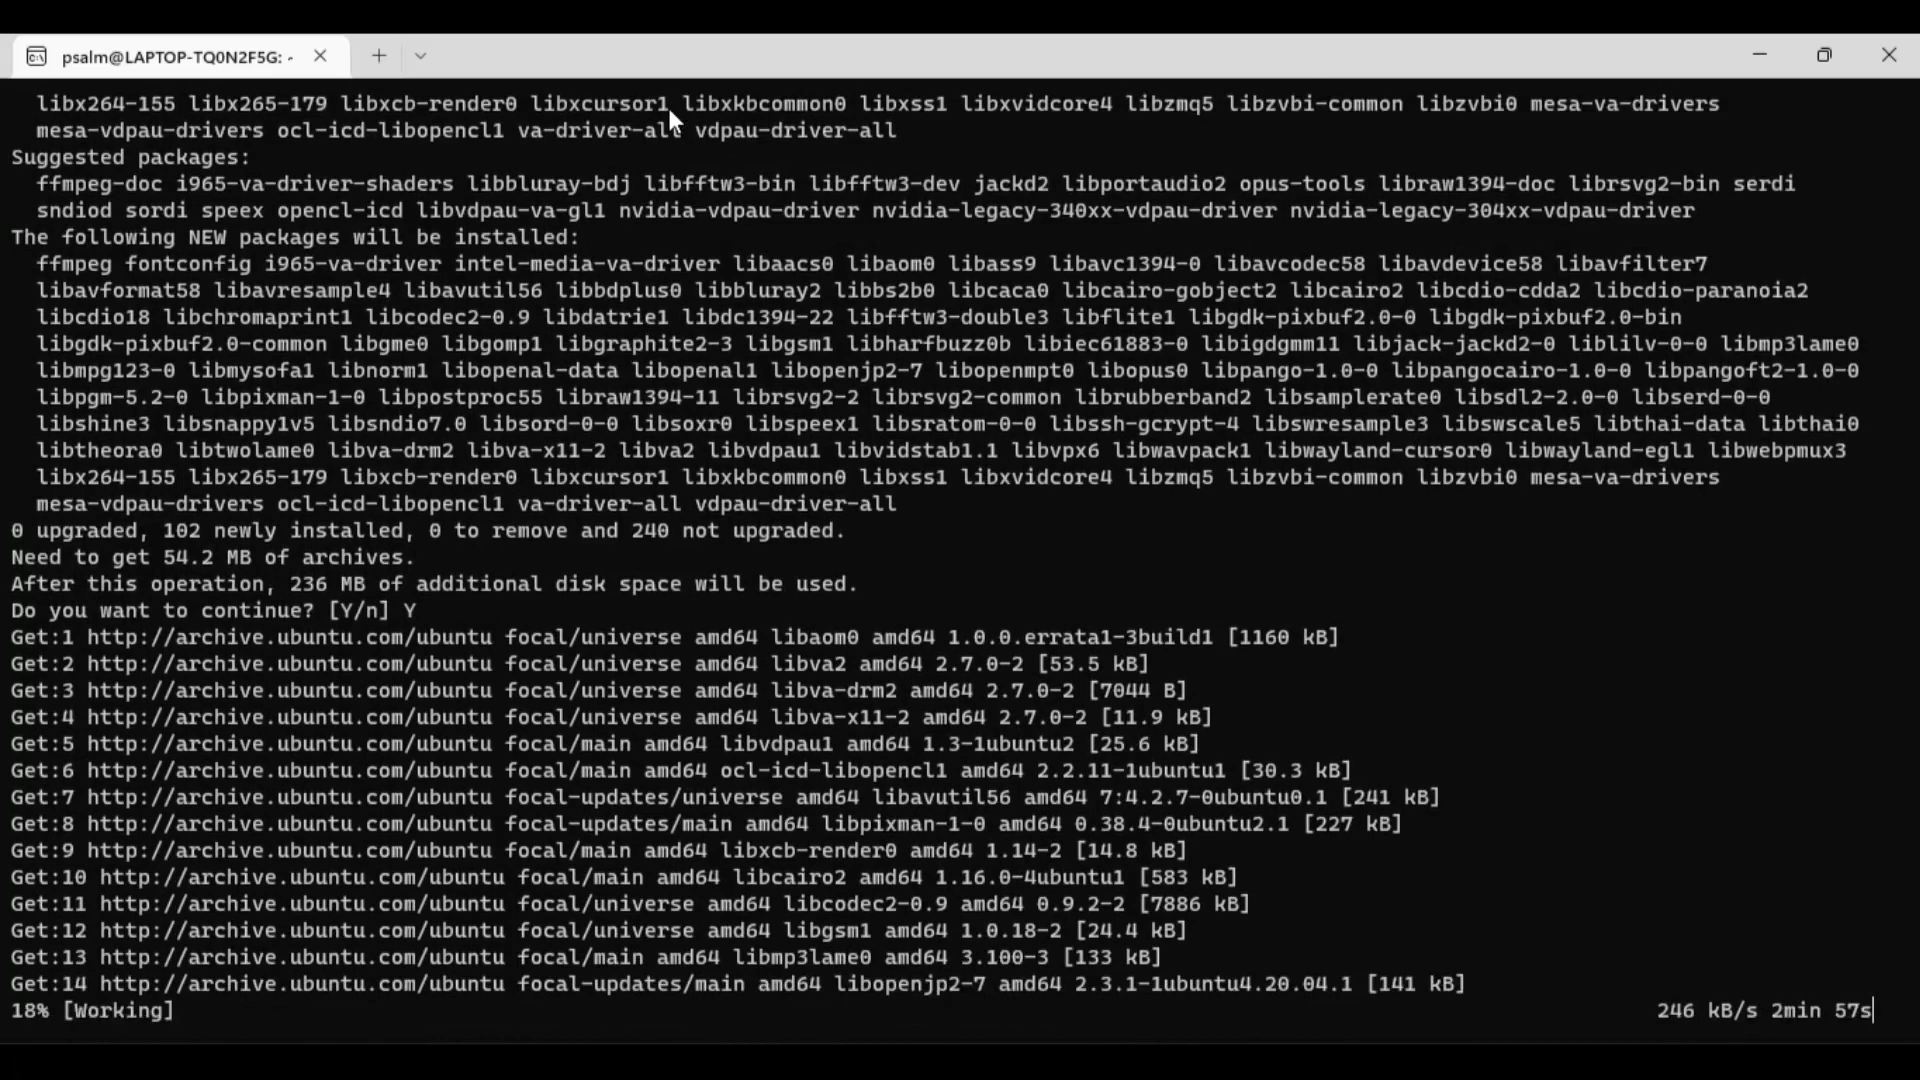 psalm@LAPTOP-TQ0N2F5G: ~
libx264-155 libx265-179 libxcb-render0 libxcursor1 libxkbcommon0 libxss1 libxvidcore4 libzmq5 libzvbi-common libzvbi0 mesa-va-drivers
mesa-vdpau-drivers ocl-icd-libopencl1 va-driver-all vdpau-driver-all
Suggested packages:
ffmpeg-doc i965-va-driver-shaders libbluray-bdj libfftw3-bin libfftw3-dev jackd2 libportaudio2 opus-tools libraw1394-doc librsvg2-bin serdi
sndiod sordi speex opencl-icd libvdpau-va-gl1 nvidia-vdpau-driver nvidia-legacy-340xx-vdpau-driver nvidia-legacy-304xx-vdpau-driver
The following NEW packages will be installed:
ffmpeg fontconfig i965-va-driver intel-media-va-driver libaacs0 libaom0 libass9 libavc1394-0 libavcodec58 libavdevice58 libavfilter7
libavformat58 libavresample4 libavutil56 libbdplus0 libbluray2 libbs2b0 libcaca0 libcairo-gobject2 libcairo2 libcdio-cdda2 libcdio-paranoia2
libcdio18 libchromaprint1 libcodec2-0.9 libdatrie1 libdc1394-22 libfftw3-double3 libflite1 libgdk-pixbuf2.0-0 libgdk-pixbuf2.0-bin
libgdk-pixbuf2.0-common libgme0 libgomp1 libgraphite2-3 libgsm1 libharfbuzz0b libiec61883-0 libigdgmm11 libjack-jackd2-0 liblilv-0-0 libmp3lame0
libmpg123-0 libmysofa1 libnorm1 libopenal-data libopenal1 libopenjp2-7 libopenmpt0 libopus0 libpango-1.0-0 libpangocairo-1.0-0 libpangoft2-1.0-0
libpgm-5.2-0 libpixman-1-0 libpostproc55 libraw1394-11 librsvg2-2 librsvg2-common librubberband2 libsamplerate0 libsdl2-2.0-0 libserd-0-0
libshine3 libsnappy1v5 libsndio7.0 libsord-0-0 libsoxr0 libspeex1 libsratom-0-0 libssh-gcrypt-4 libswresample3 libswscale5 libthai-data libthai0
libtheora0 libtwolame0 libva-drm2 libva-x11-2 libva2 libvdpau1 libvidstab1.1 libvpx6 libwavpack1 libwayland-cursor0 libwayland-egl1 libwebpmux3
libx264-155 libx265-179 libxcb-render0 libxcursor1 libxkbcommon0 libxss1 libxvidcore4 libzmq5 libzvbi-common libzvbi0 mesa-va-drivers
mesa-vdpau-drivers ocl-icd-libopencl1 va-driver-all vdpau-driver-all
0 upgraded, 102 newly installed, 0 to remove and 240 not upgraded.
Need to get 54.2 MB of archives.
After this operation, 236 MB of additional disk space will be used.
Do you want to continue? [Y/n] Y
Get:1 http://archive.ubuntu.com/ubuntu focal/universe amd64 libaom0 amd64 1.0.0.errata1-3build1 [1160 kB]
Get:2 http://archive.ubuntu.com/ubuntu focal/universe amd64 libva2 amd64 2.7.0-2 [53.5 kB]
Get:3 http://archive.ubuntu.com/ubuntu focal/universe amd64 libva-drm2 amd64 2.7.0-2 [7044 B]
Get:4 http://archive.ubuntu.com/ubuntu focal/universe amd64 libva-x11-2 amd64 2.7.0-2 [11.9 kB]
Get:5 http://archive.ubuntu.com/ubuntu focal/main amd64 libvdpau1 amd64 1.3-1ubuntu2 [25.6 kB]
Get:6 http://archive.ubuntu.com/ubuntu focal/main amd64 ocl-icd-libopencl1 amd64 2.2.11-1ubuntu1 [30.3 kB]
Get:7 http://archive.ubuntu.com/ubuntu focal-updates/universe amd64 libavutil56 amd64 7:4.2.7-0ubuntu0.1 [241 kB]
Get:8 http://archive.ubuntu.com/ubuntu focal-updates/main amd64 libpixman-1-0 amd64 0.38.4-0ubuntu2.1 [227 kB]
Get:9 http://archive.ubuntu.com/ubuntu focal/main amd64 libxcb-render0 amd64 1.14-2 [14.8 kB]
Get:10 http://archive.ubuntu.com/ubuntu focal/main amd64 libcairo2 amd64 1.16.0-4ubuntu1 [583 kB]
Get:11 http://archive.ubuntu.com/ubuntu focal/universe amd64 libcodec2-0.9 amd64 0.9.2-2 [7886 kB]
Get:12 http://archive.ubuntu.com/ubuntu focal/universe amd64 libgsm1 amd64 1.0.18-2 [24.4 kB]
Get:13 http://archive.ubuntu.com/ubuntu focal/main amd64 libmp3lame0 amd64 3.100-3 [133 kB]
Get:14 http://archive.ubuntu.com/ubuntu focal-updates/main amd64 libopenjp2-7 amd64 2.3.1-1ubuntu4.20.04.1 [141 kB]
18% [Working] 246 kB/s 2min 57s